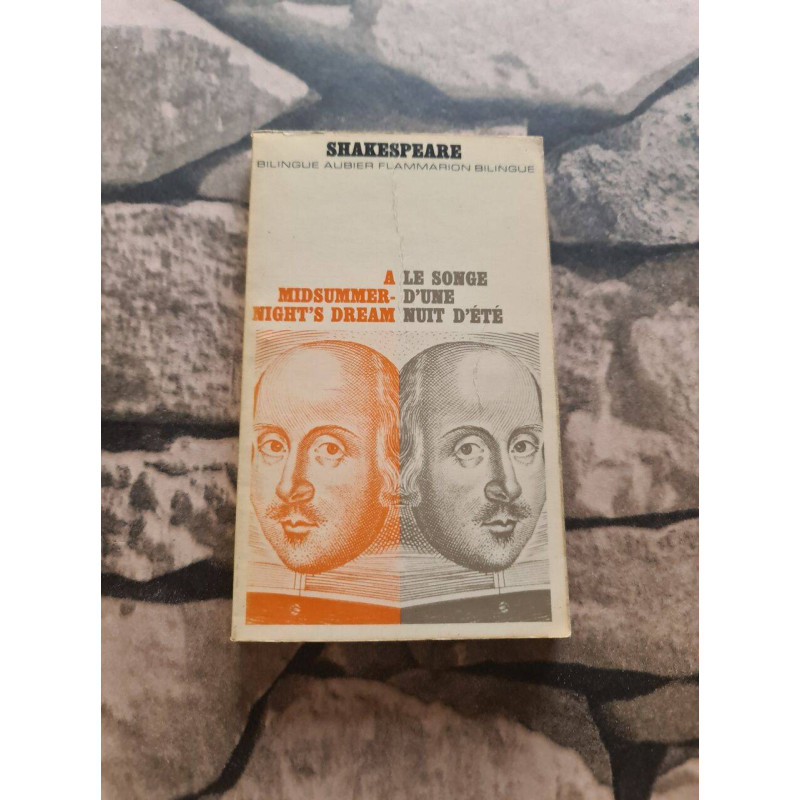 SHAKESPEARE
BILINGUE AUBIER FLAMMARION BILINGUE
A
MIDSUMMER-
NIGHT'S DREAM
LE SONGE
D'UNE
NUIT D'ÉTÉ